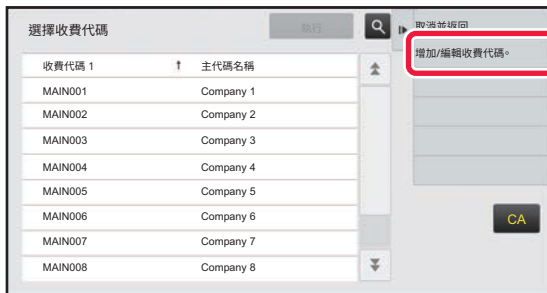 選擇收費代碼
執行
取消並返回
增加/編輯收費代碼。
收費代碼 1 ↑ 主代碼名稱
MAIN001 Company 1
MAIN002 Company 2
MAIN003 Company 3
MAIN004 Company 4
MAIN005 Company 5
MAIN006 Company 6
MAIN007 Company 7
MAIN008 Company 8
CA